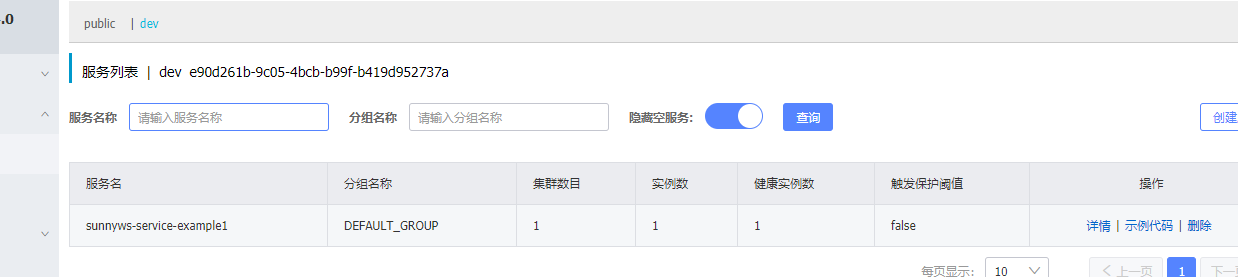 .0
public | dev
服务列表 | dev e90d261b-9c05-4bcb-b99f-b419d952737a
服务名称 请输入服务名称 分组名称 请输入分组名称 隐藏空服务: 查询 创建
服务名 分组名称 集群数目 实例数 健康实例数 触发保护阈值 操作
sunnyws-service-example1 DEFAULT_GROUP 1 1 1 false 详情 | 示例代码 | 删除
每页显示: 10 < 上一页 1 下一